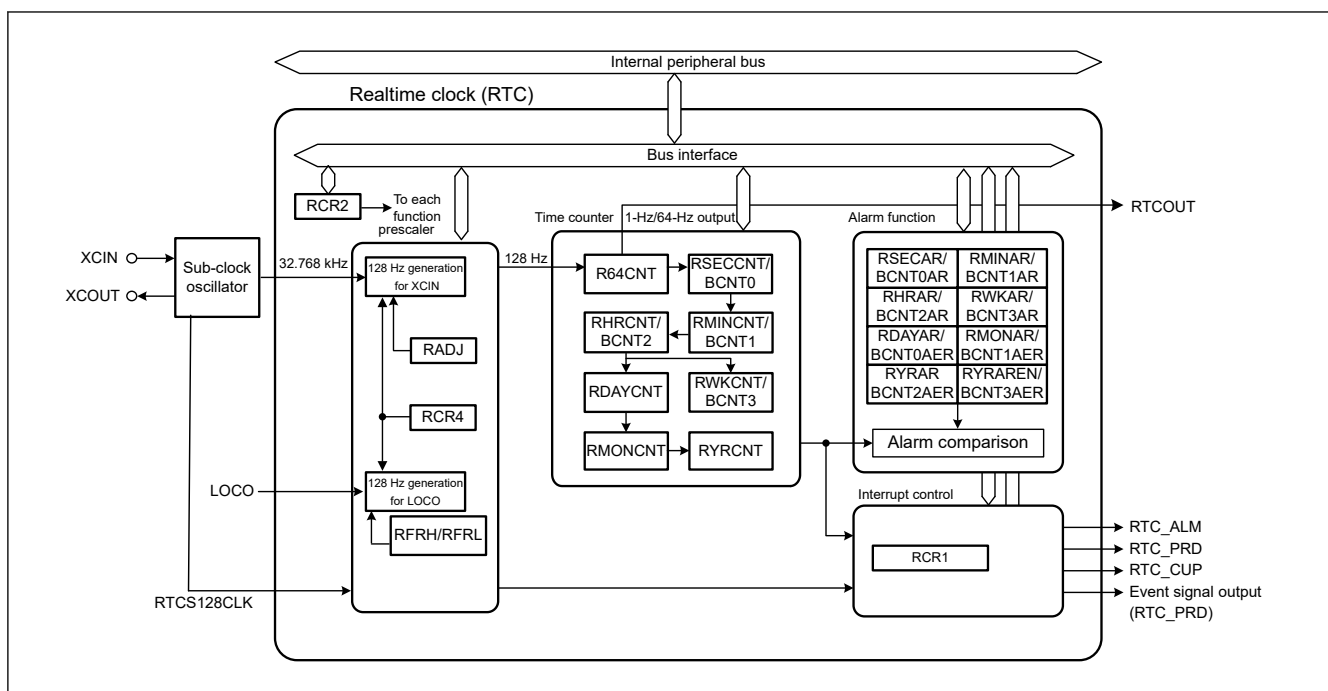 Internal peripheral bus
Realtime clock (RTC)
Bus interface
RCR2
To each
function
prescaler
Time counter
1-Hz/64-Hz output
Alarm function
RTCOUT
XCIN
XCOUT
Sub-clock
oscillator
32.768 kHz
128 Hz generation
for XCIN
RADJ
RCR4
LOCO
128 Hz generation
for LOCO
RFRH/RFRL
RTCS128CLK
128 Hz
R64CNT
RSECCNT/
BCNT0
RHRCNT/
BCNT2
RMINCNT/
BCNT1
RDAYCNT
RWKCNT/
BCNT3
RMONCNT
RYRCNT
RSECAR/
BCNT0AR
RMINAR/
BCNT1AR
RHRAR/
BCNT2AR
RWKAR/
BCNT3AR
RDAYAR/
BCNT0AER
RMONAR/
BCNT1AER
RYRAR
BCNT2AER
RYRAREN/
BCNT3AER
Alarm comparison
Interrupt control
RCR1
RTC_ALM
RTC_PRD
RTC_CUP
Event signal output
(RTC_PRD)